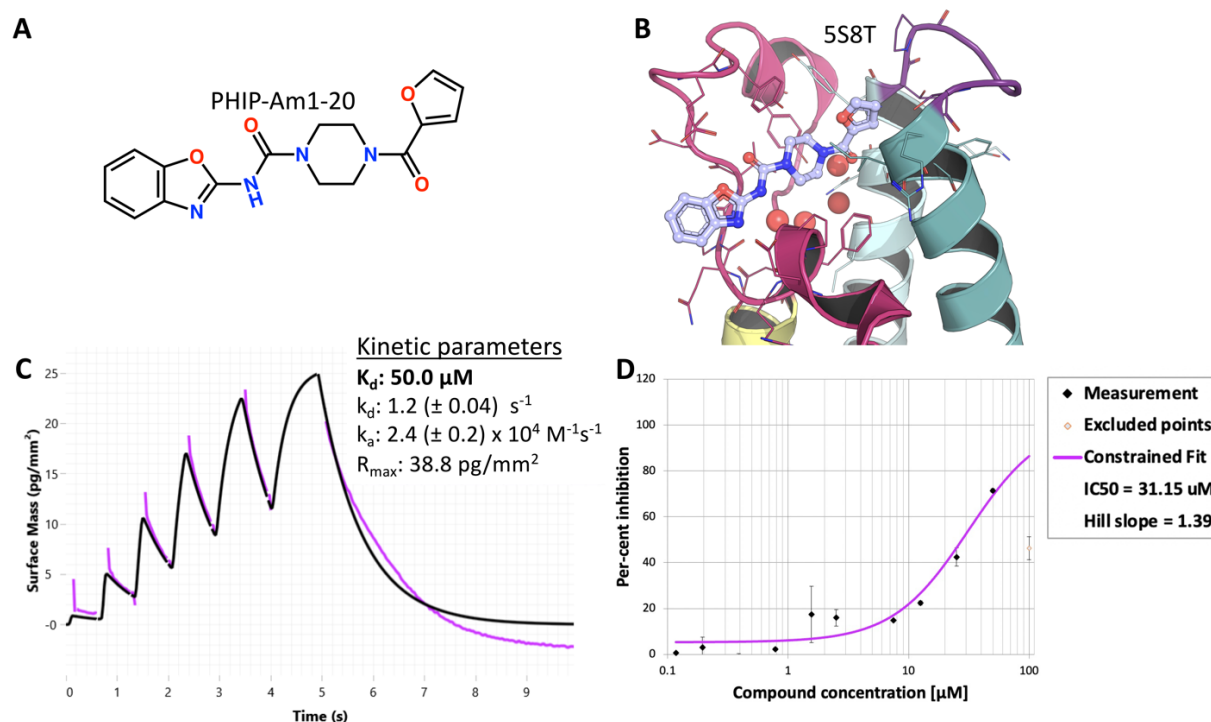 A
PHIP-Am1-20
O
O
O
N
N
H
N
N
O
B
5S8T
C
Kinetic parameters
K_d: 50.0 µM
k_d: 1.2 (± 0.04) s⁻¹
k_a: 2.4 (± 0.2) x 10⁴ M⁻¹s⁻¹
R_max: 38.8 pg/mm²
Surface Mass (pg/mm²)
25
20
15
10
5
-0
0 1 2 3 4 5 6 7 8 9
Time (s)
D
Per-cent inhibition
120
100
80
60
40
20
0
0.1 1 10 100
Compound concentration [µM]
Measurement
Excluded points
Constrained Fit
IC50 = 31.15 uM
Hill slope = 1.39